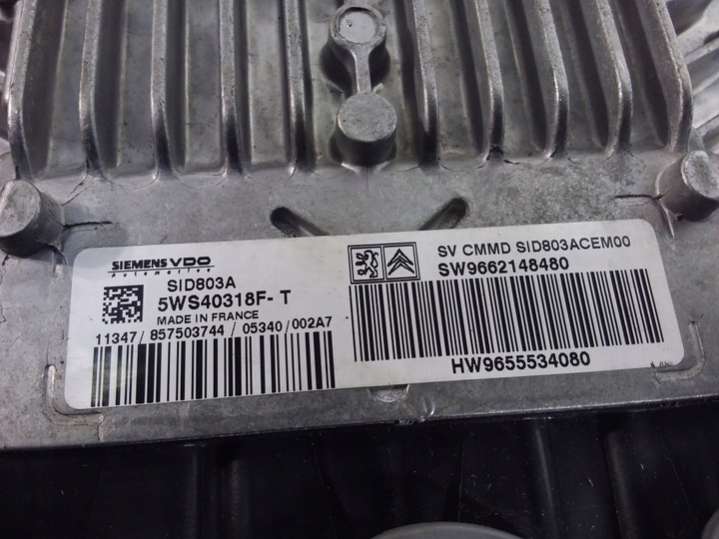 SIEMENS VDO
Automotive
SID803A
5WS40318F-T
MADE IN FRANCE
11347/857503744 /05340/002A7
SV CMMD SID803ACEM00
SW9662148480
HW9655534080